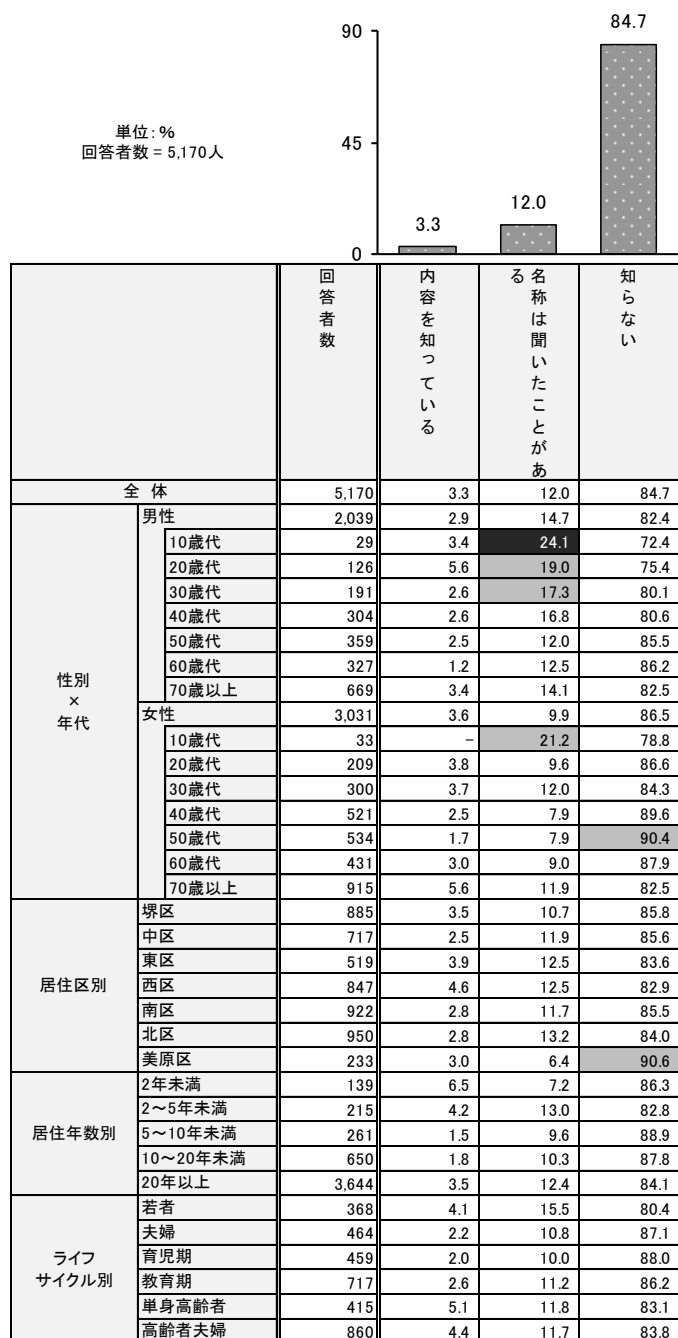 84.7
90
単位：％
回答者数 = 5,170人
45
12.0
3.3
0
回答者数 内容を知っている 名称は聞いたことがある 知らない
全 体 5,170 3.3 12.0 84.7
性別
×
年代
男性 2,039 2.9 14.7 82.4
10歳代 29 3.4 24.1 72.4
20歳代 126 5.6 19.0 75.4
30歳代 191 2.6 17.3 80.1
40歳代 304 2.6 16.8 80.6
50歳代 359 2.5 12.0 85.5
60歳代 327 1.2 12.5 86.2
70歳以上 669 3.4 14.1 82.5
女性 3,031 3.6 9.9 86.5
10歳代 33 － 21.2 78.8
20歳代 209 3.8 9.6 86.6
30歳代 300 3.7 12.0 84.3
40歳代 521 2.5 7.9 89.6
50歳代 534 1.7 7.9 90.4
60歳代 431 3.0 9.0 87.9
70歳以上 915 5.6 11.9 82.5
居住区別
堺区 885 3.5 10.7 85.8
中区 717 2.5 11.9 85.6
東区 519 3.9 12.5 83.6
西区 847 4.6 12.5 82.9
南区 922 2.8 11.7 85.5
北区 950 2.8 13.2 84.0
美原区 233 3.0 6.4 90.6
居住年数別
2年未満 139 6.5 7.2 86.3
2～5年未満 215 4.2 13.0 82.8
5～10年未満 261 1.5 9.6 88.9
10～20年未満 650 1.8 10.3 87.8
20年以上 3,644 3.5 12.4 84.1
ライフ
サイクル別
若者 368 4.1 15.5 80.4
夫婦 464 2.2 10.8 87.1
育児期 459 2.0 10.0 88.0
教育期 717 2.6 11.2 86.2
単身高齢者 415 5.1 11.8 83.1
高齢者夫婦 860 4.4 11.7 83.8